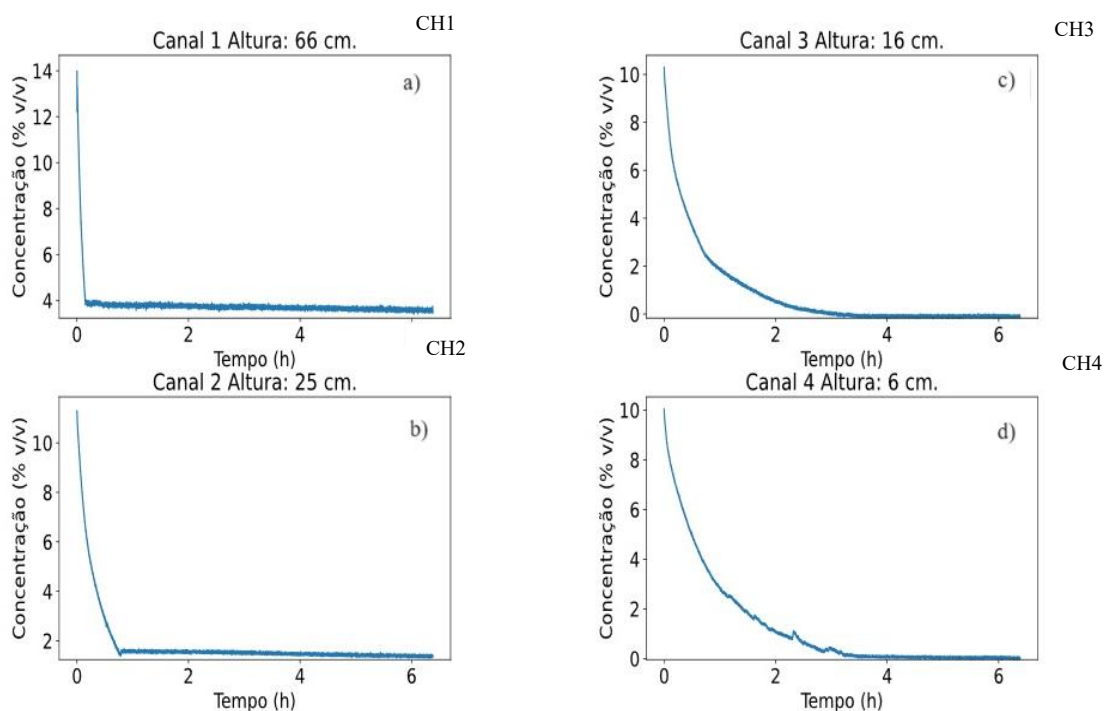 CH1
Canal 1 Altura: 66 cm.
a)
Concentração (% v/v)
14
12
10
8
6
4
0
2
4
6
Tempo (h)
CH3
Canal 3 Altura: 16 cm.
c)
Concentração (% v/v)
10
8
6
4
2
0
0
2
4
6
Tempo (h)
CH2
Canal 2 Altura: 25 cm.
b)
Concentração (% v/v)
10
8
6
4
2
0
2
4
6
Tempo (h)
CH4
Canal 4 Altura: 6 cm.
d)
Concentração (% v/v)
10
8
6
4
2
0
0
2
4
6
Tempo (h)